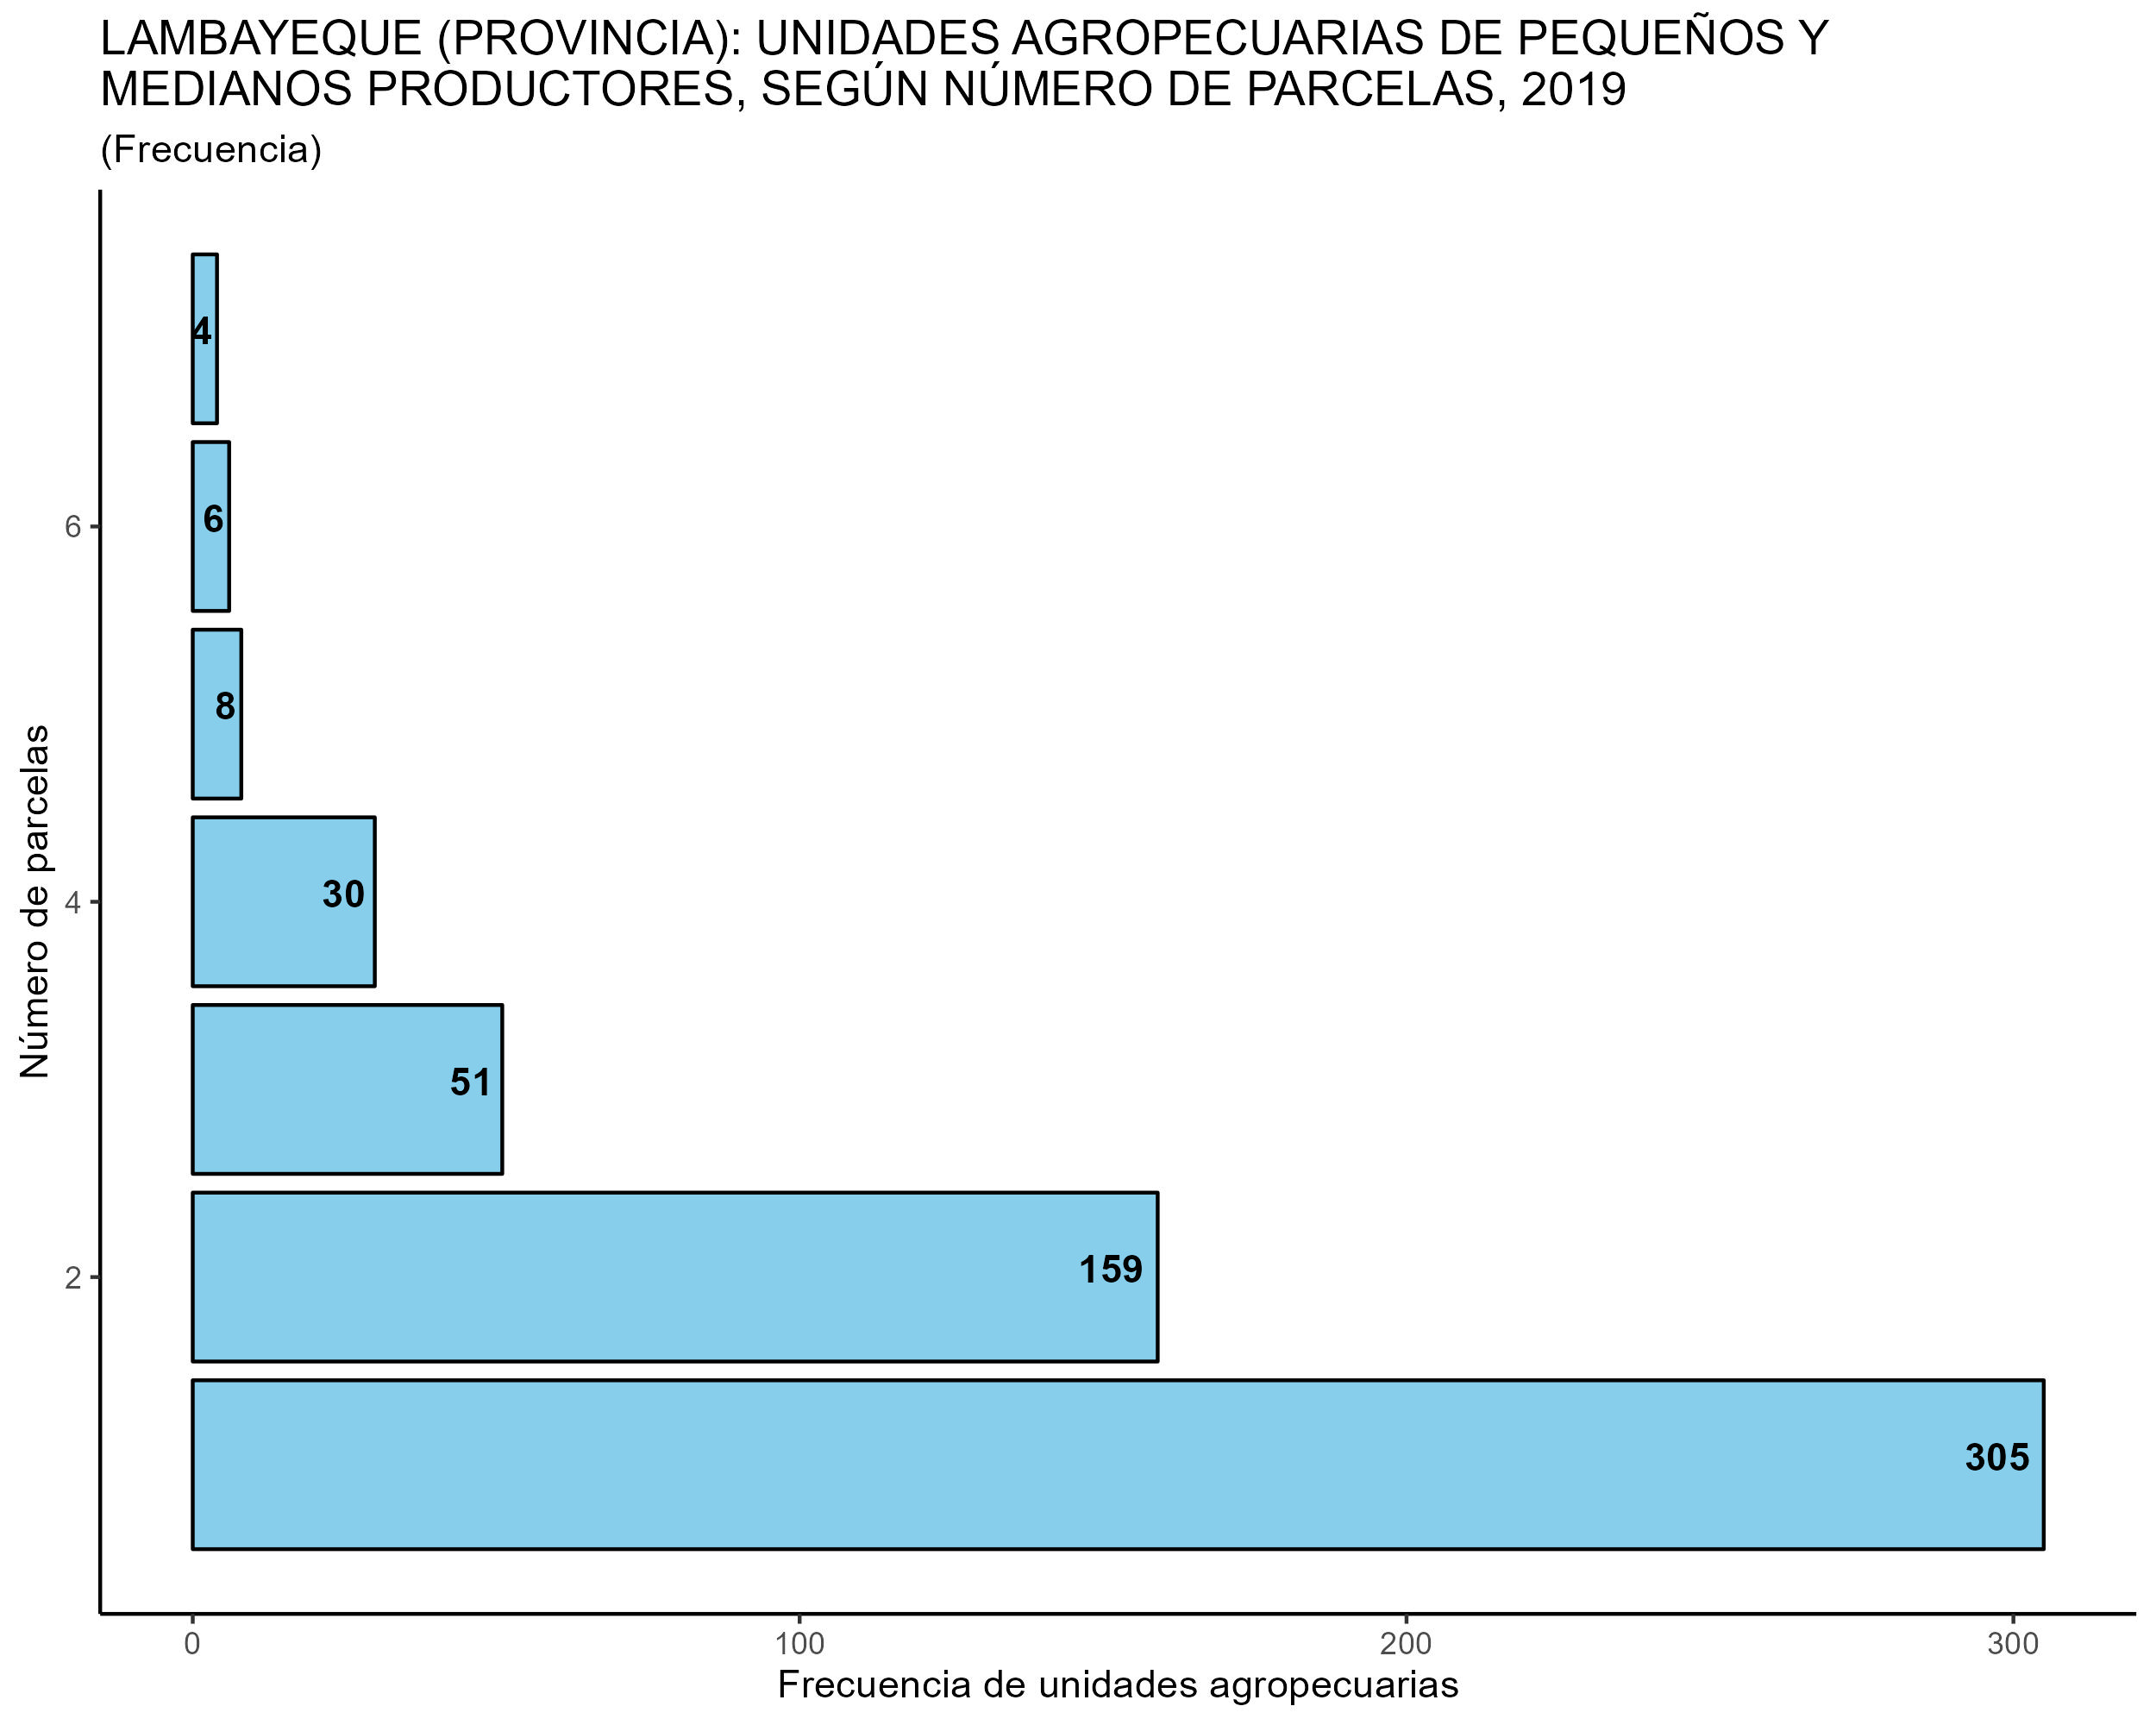 LAMBAYEQUE (PROVINCIA): UNIDADES AGROPECUARIAS DE PEQUEÑOS Y
MEDIANOS PRODUCTORES, SEGÚN NÚMERO DE PARCELAS, 2019
(Frecuencia)
4
6
6
8
Número de parcelas
30
4
51
159
2
305
0
100
200
300
Frecuencia de unidades agropecuarias